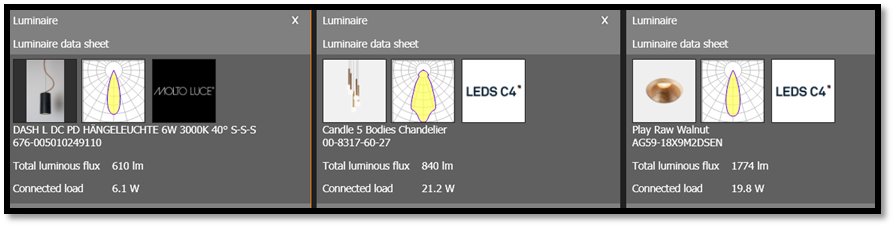 Luminaire X
Luminaire data sheet
MOLTO LUCE®
DASH L DC PD HÄNGELEUCHTE 6W 3000K 40° S-S-S
676-005010249110
Total luminous flux 610 lm
Connected load 6.1 W
Luminaire X
Luminaire data sheet
LEDS C4*
Candle 5 Bodies Chandelier
00-8317-60-27
Total luminous flux 840 lm
Connected load 21.2 W
Luminaire
Luminaire data sheet
LEDS C4*
Play Raw Walnut
AG59-18X9M2DSEN
Total luminous flux 1774 lm
Connected load 19.8 W